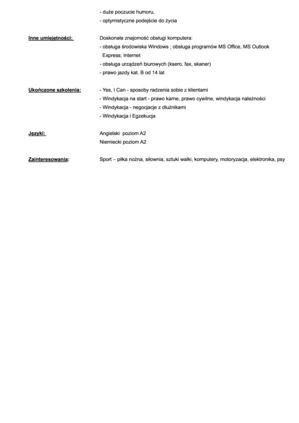 - duże poczucie humoru,
- optymistyczne podejście do życia
Inne umiejętności: Doskonała znajomość obsługi komputera:
- obsługa środowiska Windows ; obsługa programów MS Office, MS Outlook
Express; Internet
- obsługa urządzeń biurowych (ksero, fax, skaner)
- prawo jazdy kat. B od 14 lat
Ukończone szkolenia: - Yes, I Can - sposoby radzenia sobie z klientami
- Windykacja na start - prawo karne, prawo cywilne, windykacja należności
- Windykacja - negocjacje z dłużnikami
- Windykacja i Egzekucja
Języki: Angielski poziom A2
Niemiecki poziom A2
Zainteresowania: Sport – piłka nożna, siłownia; sztuki walki, komputery, motoryzacja, elektronika, psy